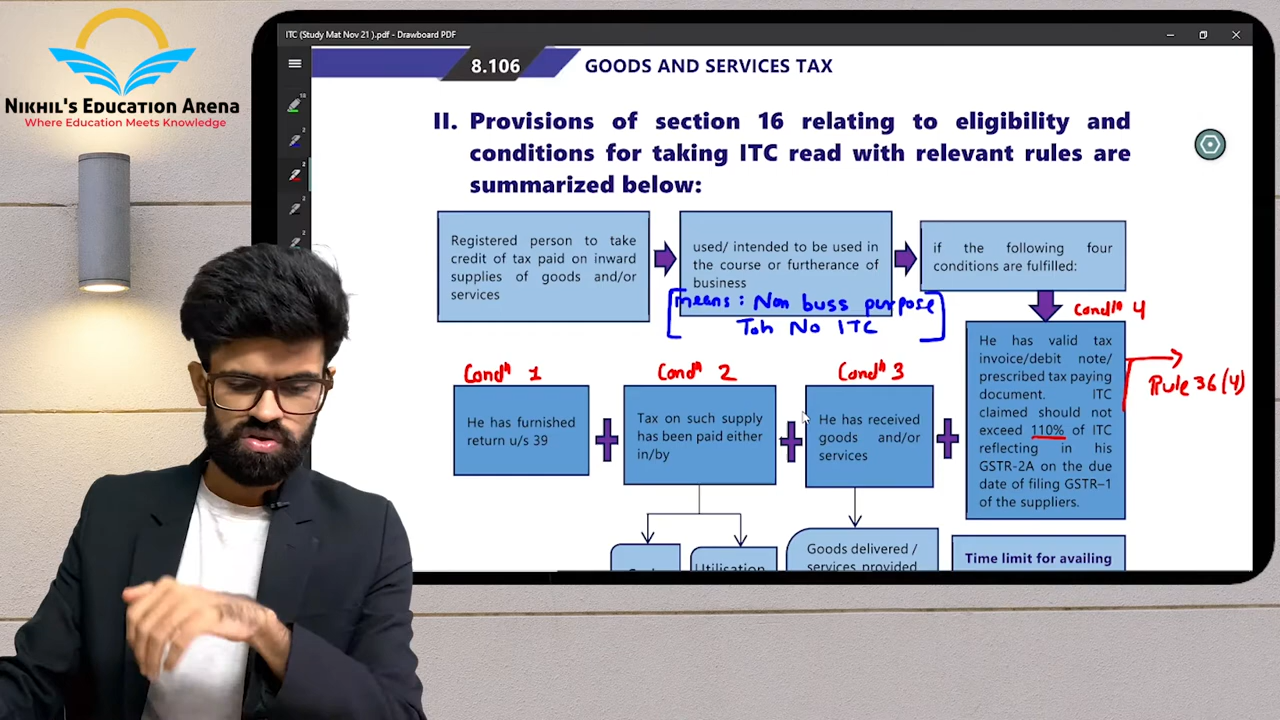 NIKHIL'S EDUCATION ARENA
Where Education Meets Knowledge
ITC (Study Mat Nov 21 ).pdf - Drawboard PDF
8.106
GOODS AND SERVICES TAX
II. Provisions of section 16 relating to eligibility and
conditions for taking ITC read with relevant rules are
summarized below:
Registered person to take
credit of tax paid on inward
supplies of goods and/or
services
used/ intended to be used in
the course or furtherance of
business
means : Non buss purpose
Toh No ITC
if the following four
conditions are fulfilled:
Condn 4
Condn 1
He has furnished
return u/s 39
Condn 2
Tax on such supply
has been paid either
in/by
Condn 3
He has received
goods and/or
services
He has valid tax
invoice/debit note/
prescribed tax paying
document. ITC
claimed should not
exceed 110% of ITC
reflecting in his
GSTR-2A on the due
date of filing GSTR–1
of the suppliers.
Rule 36 (4)
Utilisation
Goods delivered /
services provided
Time limit for availing